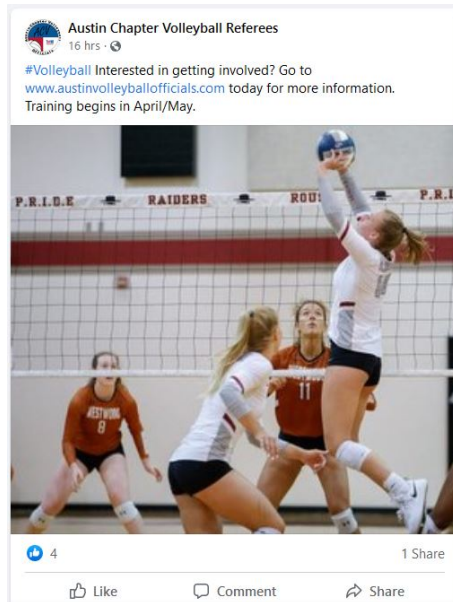 Austin Chapter Volleyball Referees
16 hrs ·
#Volleyball Interested in getting involved? Go to
www.austinvolleyballofficials.com today for more information.
Training begins in April/May.
P.R.I.D.E RAIDERS ROU P.R.I
WESTWOOD
8
11
4
1 Share
Like Comment Share